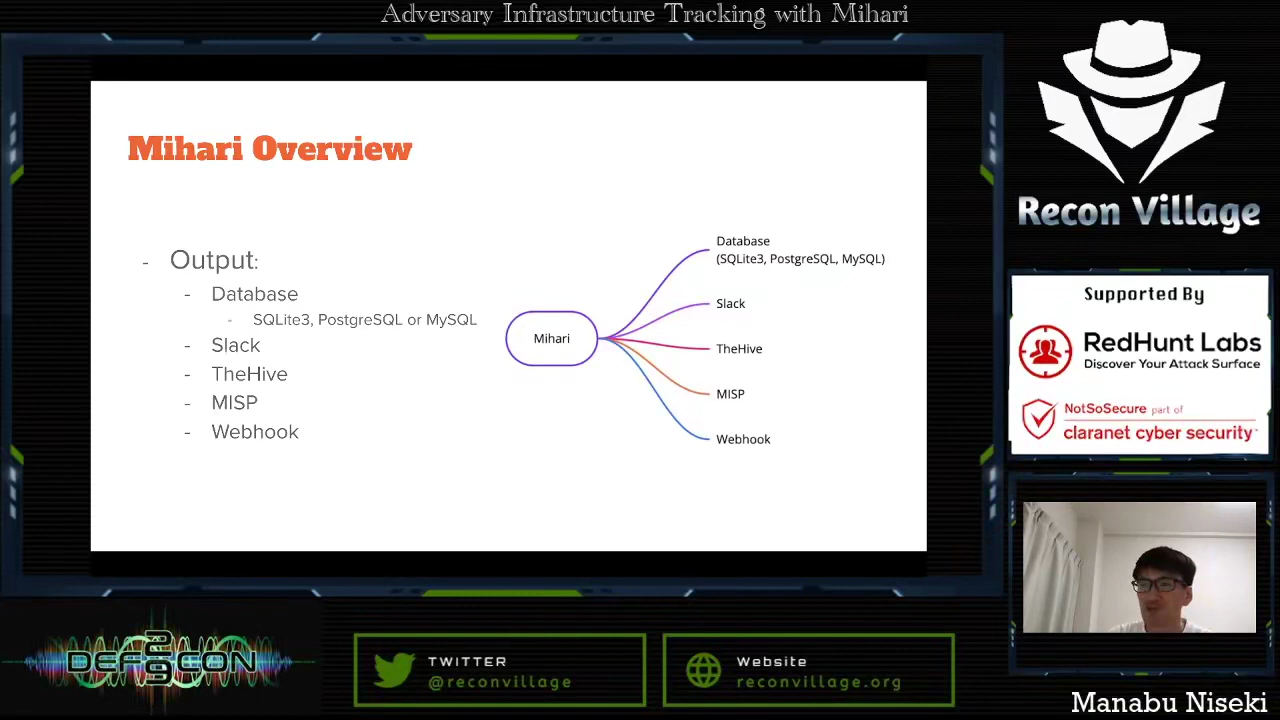 Adversary Infrastructure Tracking with Mihari
Mihari Overview
- Output:
- Database
- SQLite3, PostgreSQL or MySQL
- Slack
- TheHive
- MISP
- Webhook
Mihari
Database
(SQLite3, PostgreSQL, MySQL)
Slack
TheHive
MISP
Webhook
Recon Village
Supported By
RedHunt Labs
Discover Your Attack Surface
NotSoSecure part of
claranet cyber security
DEF CON
29
TWITTER
@reconvillage
Website
reconvillage.org
Manabu Niseki